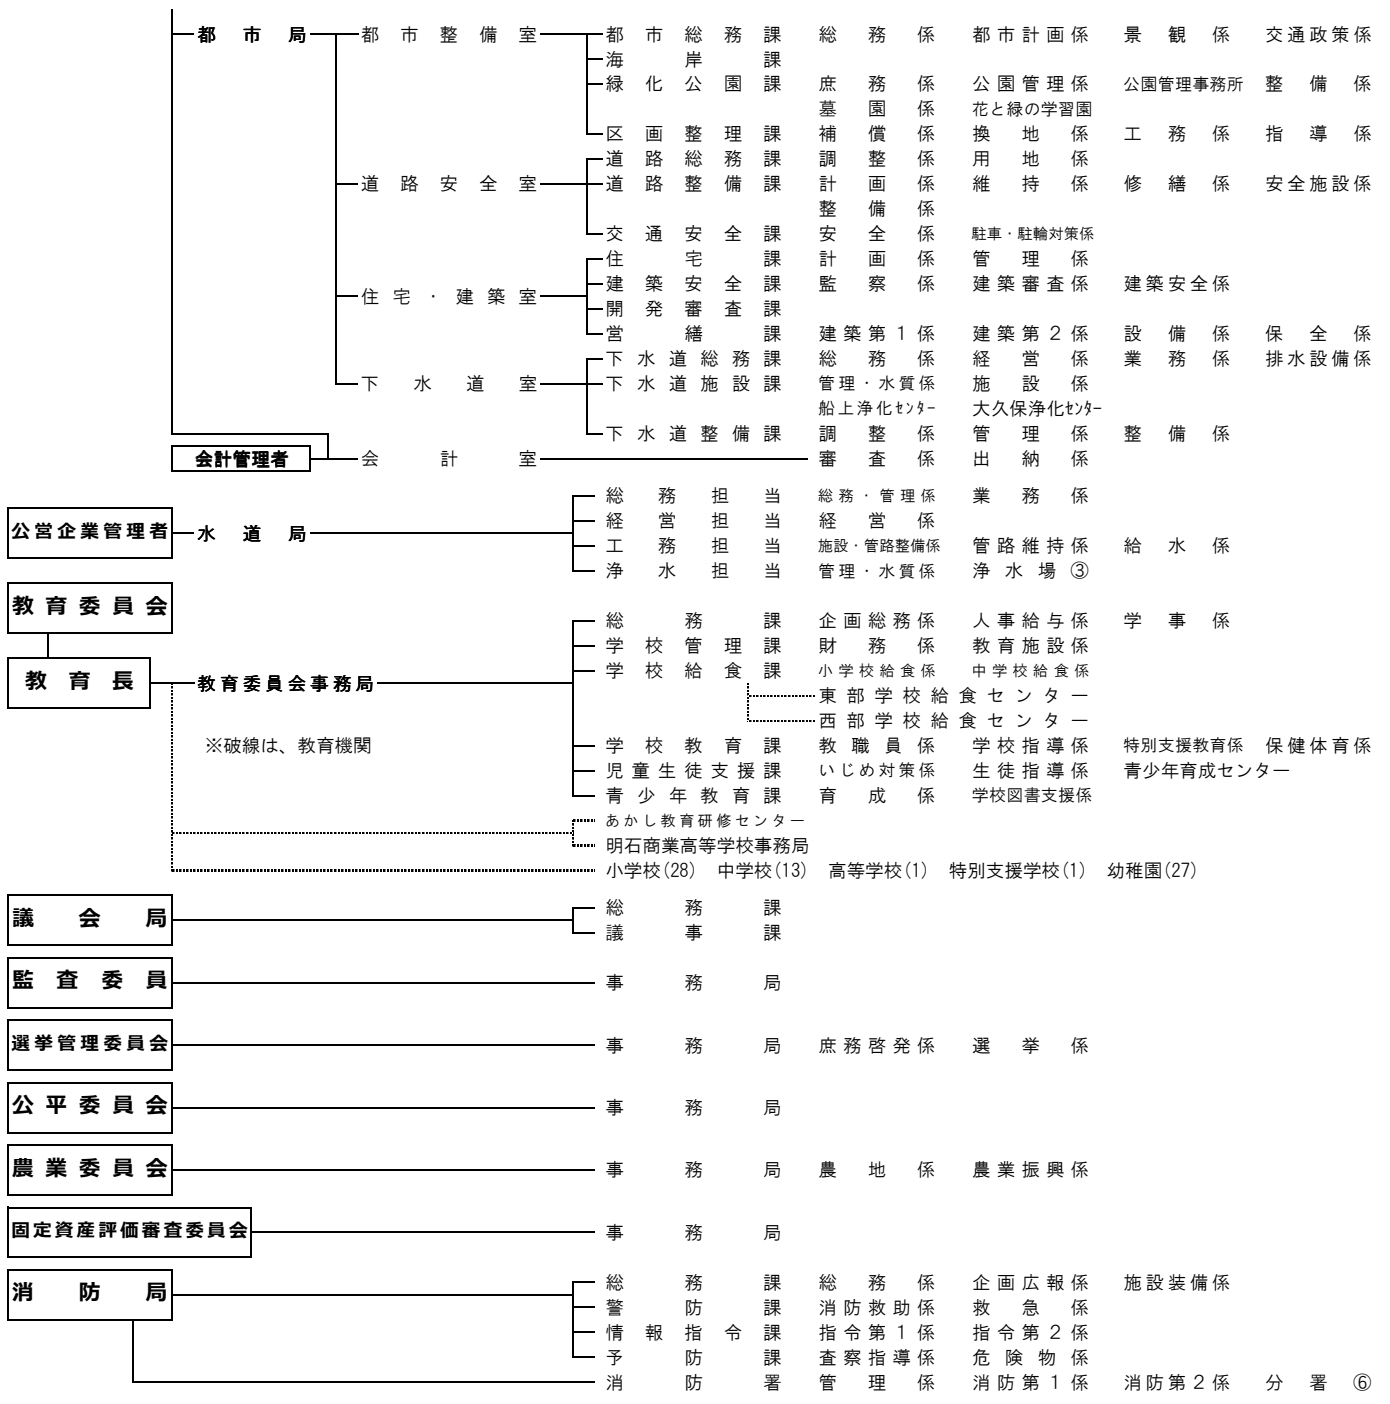 都市局 都市整備室 都市総務課 総務係 都市計画係 景観係 交通政策係
海岸課
緑化公園課 庶務係 公園管理係 公園管理事務所 整備係
墓園係 花と緑の学習園
区画整理課 補償係 換地係 工務係 指導係
道路総務課 調整係 用地係
道路安全室 道路整備課 計画係 維持係 修繕係 安全施設係
整備係
交通安全課 安全係 駐車・駐輪対策係
住宅課 計画係 管理係
建築安全課 監察係 建築審査係 建築安全係
住宅・建築室
開発審査課
営繕課 建築第1係 建築第2係 設備係 保全係
下水道総務課 総務係 経営係 業務係 排水設備係
下水道室 下水道施設課 管理・水質係 施設係
船上浄化ｾﾝﾀｰ 大久保浄化ｾﾝﾀｰ
下水道整備課 調整係 管理係 整備係
会計管理者 会計室 審査係 出納係
総務担当 総務・管理係 業務係
経営担当 経営係
公営企業管理者 水道局
工務担当 施設・管路整備係 管路維持係 給水係
浄水担当 管理・水質係 浄水場③
教育委員会
総務課 企画総務係 人事給与係 学事係
学校管理課 財務係 教育施設係
学校給食課 小学校給食係 中学校給食係
教育長 教育委員会事務局
東部学校給食センター
西部学校給食センター
※破線は、教育機関 学校教育課 教職員係 学校指導係 特別支援教育係 保健体育係
児童生徒支援課 いじめ対策係 生徒指導係 青少年育成センター
青少年教育課 育成係 学校図書支援係
あかし教育研修センター
明石商業高等学校事務局
小学校(28) 中学校(13) 高等学校(1) 特別支援学校(1) 幼稚園(27)
議会局 総務課
議事課
監査委員 事務局
選挙管理委員会 事務局 庶務啓発係 選挙係
公平委員会 事務局
農業委員会 事務局 農地係 農業振興係
固定資産評価審査委員会 事務局
消防局 総務課 総務係 企画広報係 施設装備係
警防課 消防救助係 救急係
情報指令課 指令第1係 指令第2係
予防課 査察指導係 危険物係
消防署 管理係 消防第1係 消防第2係 分署⑥